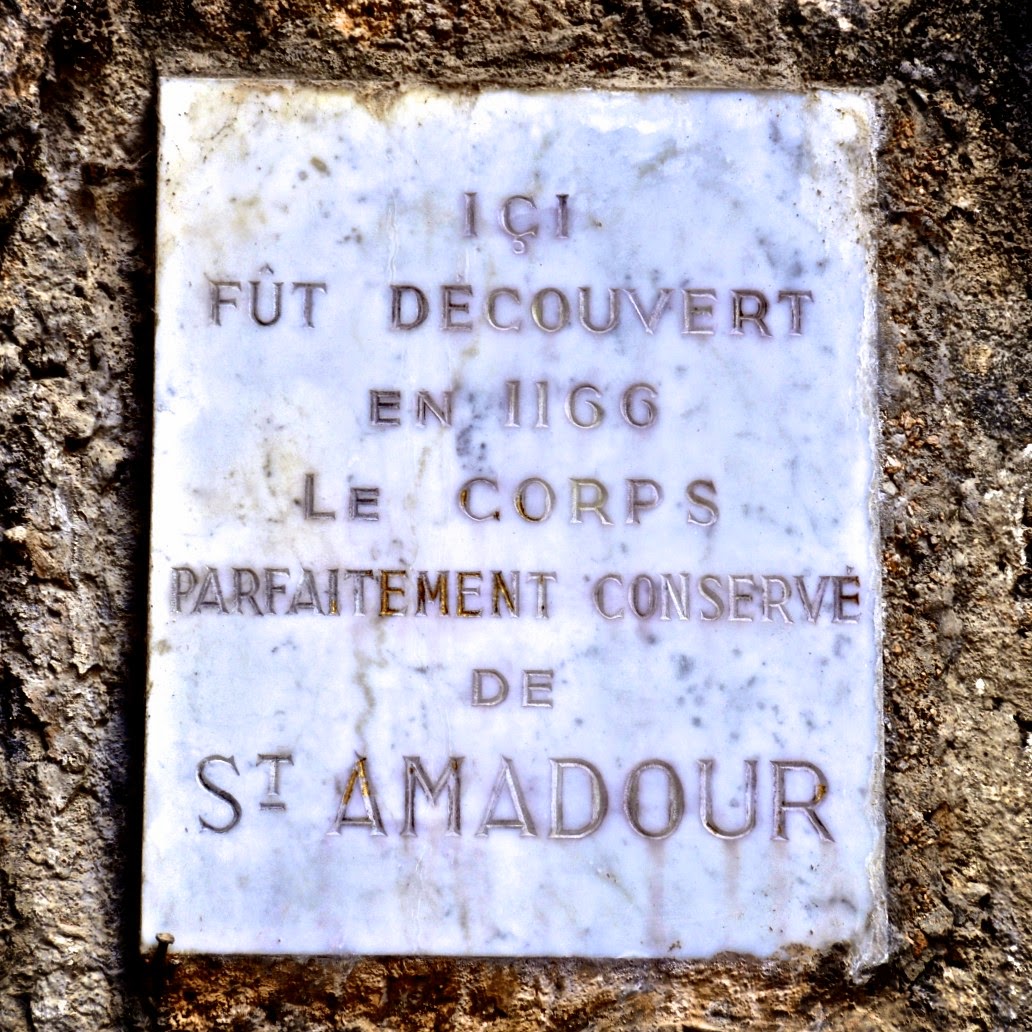 IÇI
FÛT DÉCOUVERT
EN 1166
LE CORPS
PARFAITEMENT CONSERVÉ
DE
ST AMADOUR